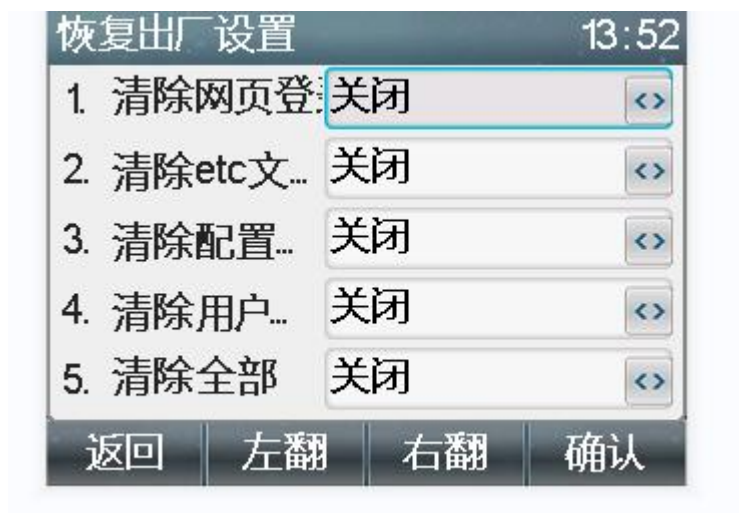 恢复出厂设置 13:52
1. 清除网页登 关闭
2. 清除etc文... 关闭
3. 清除配置... 关闭
4. 清除用户... 关闭
5. 清除全部 关闭
返回 左翻 右翻 确认